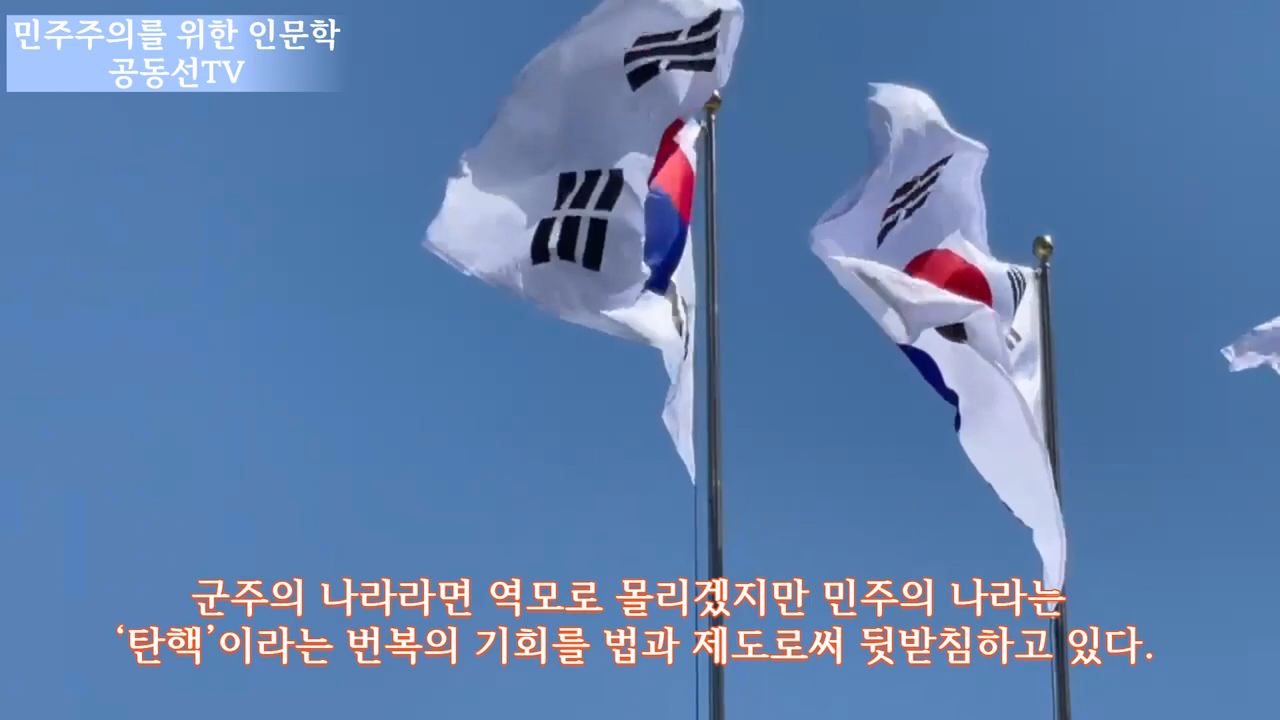 민주주의를 위한 인문학
공동선TV
군주의 나라라면 역모로 몰리겠지만 민주의 나라는
‘탄핵’이라는 번복의 기회를 법과 제도로써 뒷받침하고 있다.